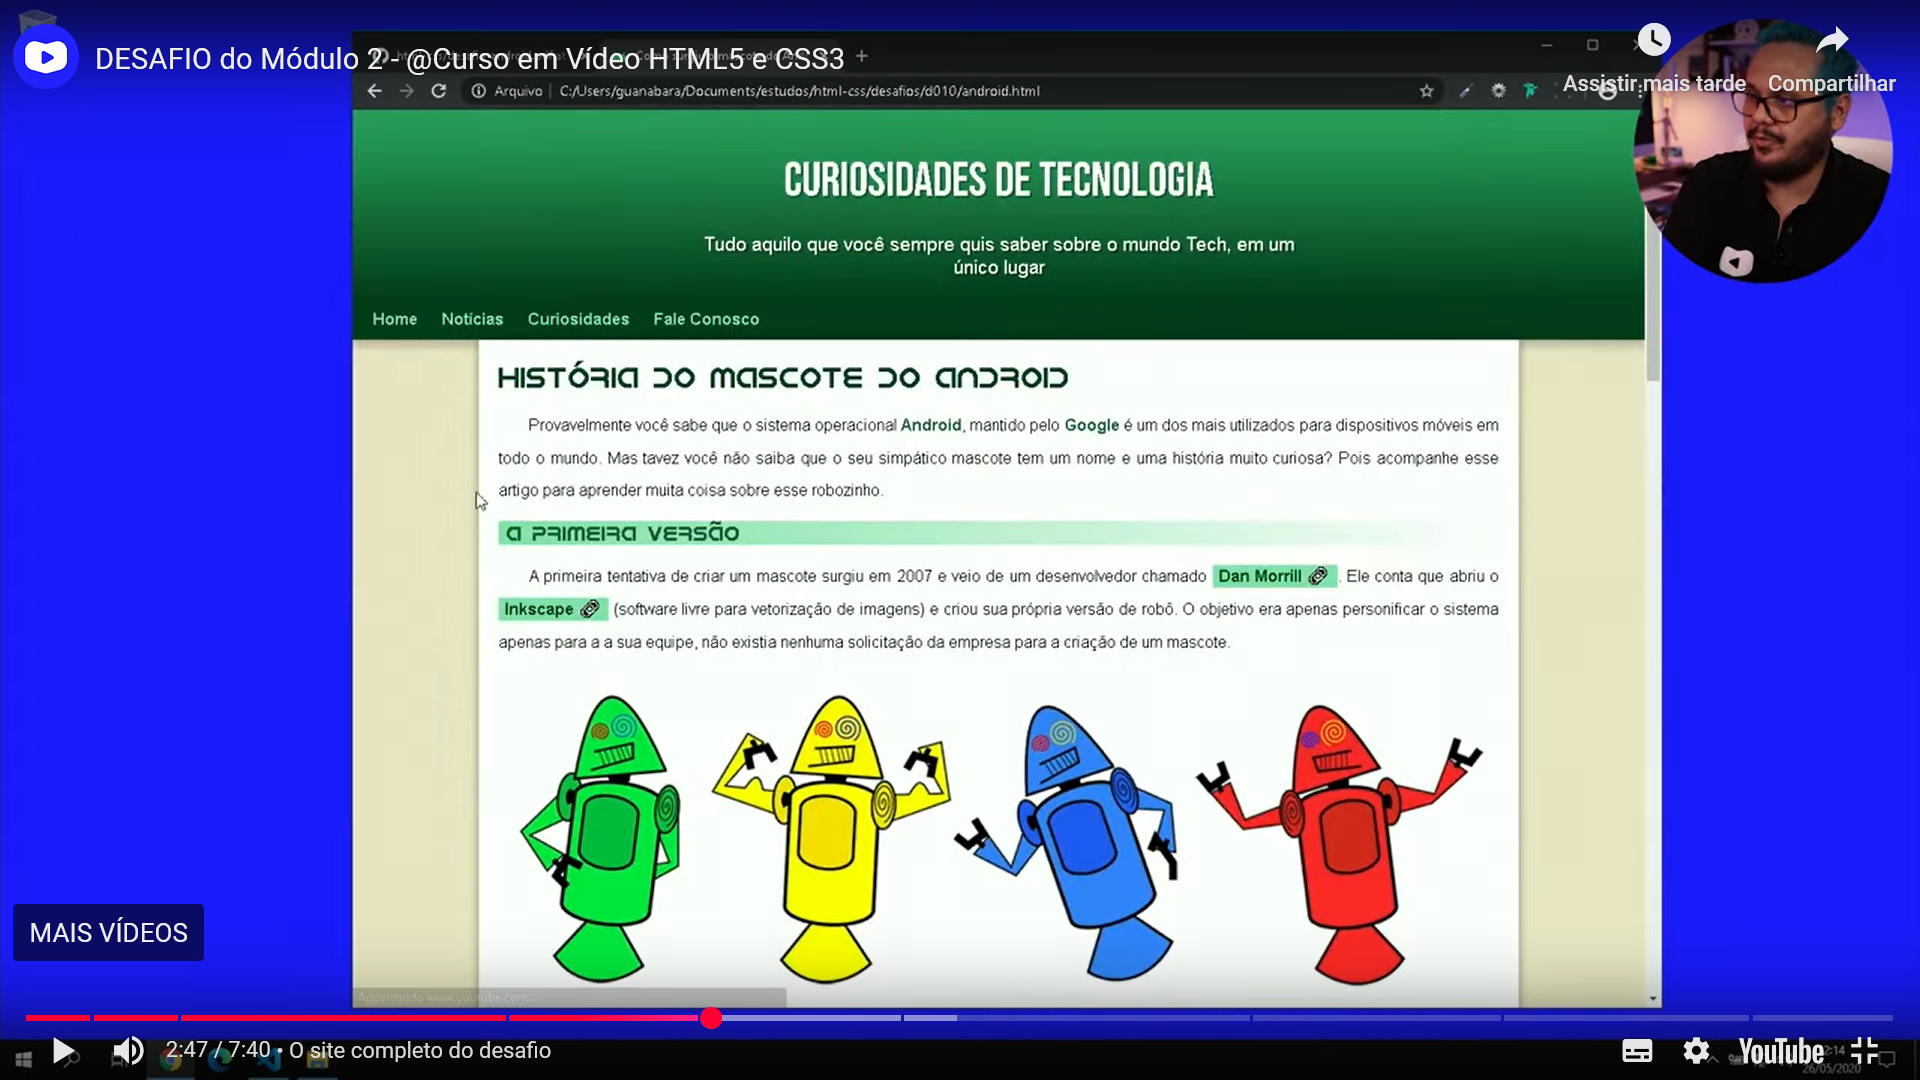 DESAFIO do Módulo 2 - @Curso em Vídeo HTML5 e CSS3
Assistir mais tarde
Compartilhar
Arquivo
C:/Users/guanabara/Documents/estudos/html-css/desafios/d010/android.html
CURIOSIDADES DE TECNOLOGIA
Tudo aquilo que você sempre quis saber sobre o mundo Tech, em um
único lugar
Home Notícias Curiosidades Fale Conosco
HISTÓRIA DO MASCOTE DO ANDROID
Provavelmente você sabe que o sistema operacional Android, mantido pelo Google é um dos mais utilizados para dispositivos móveis em
todo o mundo. Mas tavez você não saiba que o seu simpático mascote tem um nome e uma história muito curiosa? Pois acompanhe esse
artigo para aprender muita coisa sobre esse robozinho.
A PRIMEIRA VERSÃO
A primeira tentativa de criar um mascote surgiu em 2007 e veio de um desenvolvedor chamado Dan Morrill . Ele conta que abriu o
Inkscape (software livre para vetorização de imagens) e criou sua própria versão de robô. O objetivo era apenas personificar o sistema
apenas para a a sua equipe, não existia nenhuma solicitação da empresa para a criação de um mascote.
MAIS VÍDEOS
Aguardando www.youtube.com...
2:47 / 7:40 • O site completo do desafio
YouTube
26/05/2020